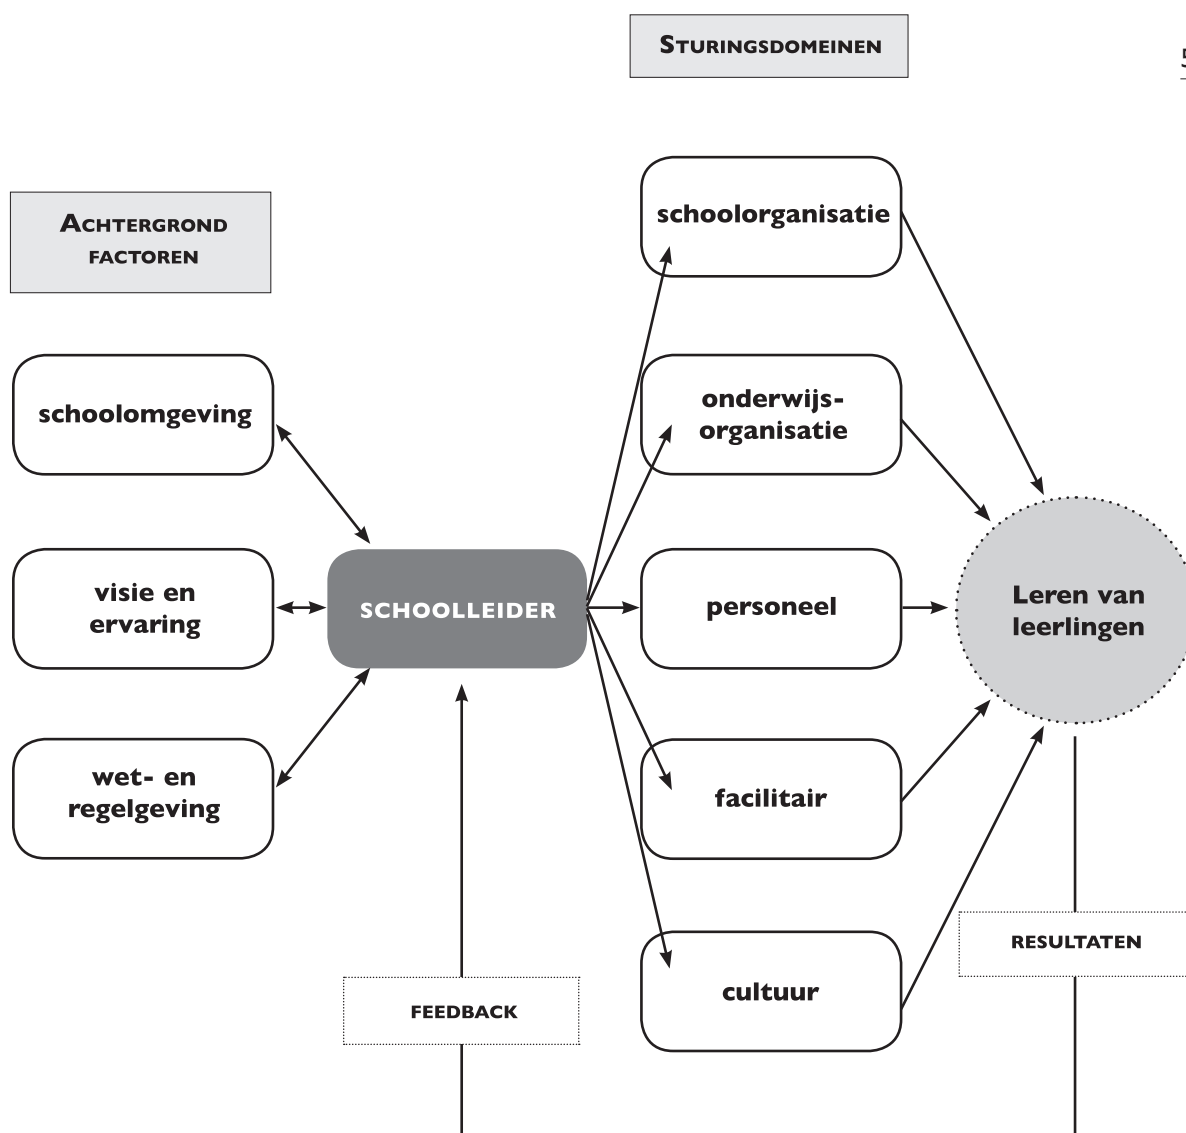 STURINGSDOMEINEN
5
ACHTERGROND
FACTOREN
schoolorganisatie
schoolomgeving
onderwijs-
organisatie
visie en
ervaring
SCHOOLLEIDER
personeel
Leren van
leerlingen
wet- en
regelgeving
facilitair
RESULTATEN
cultuur
FEEDBACK